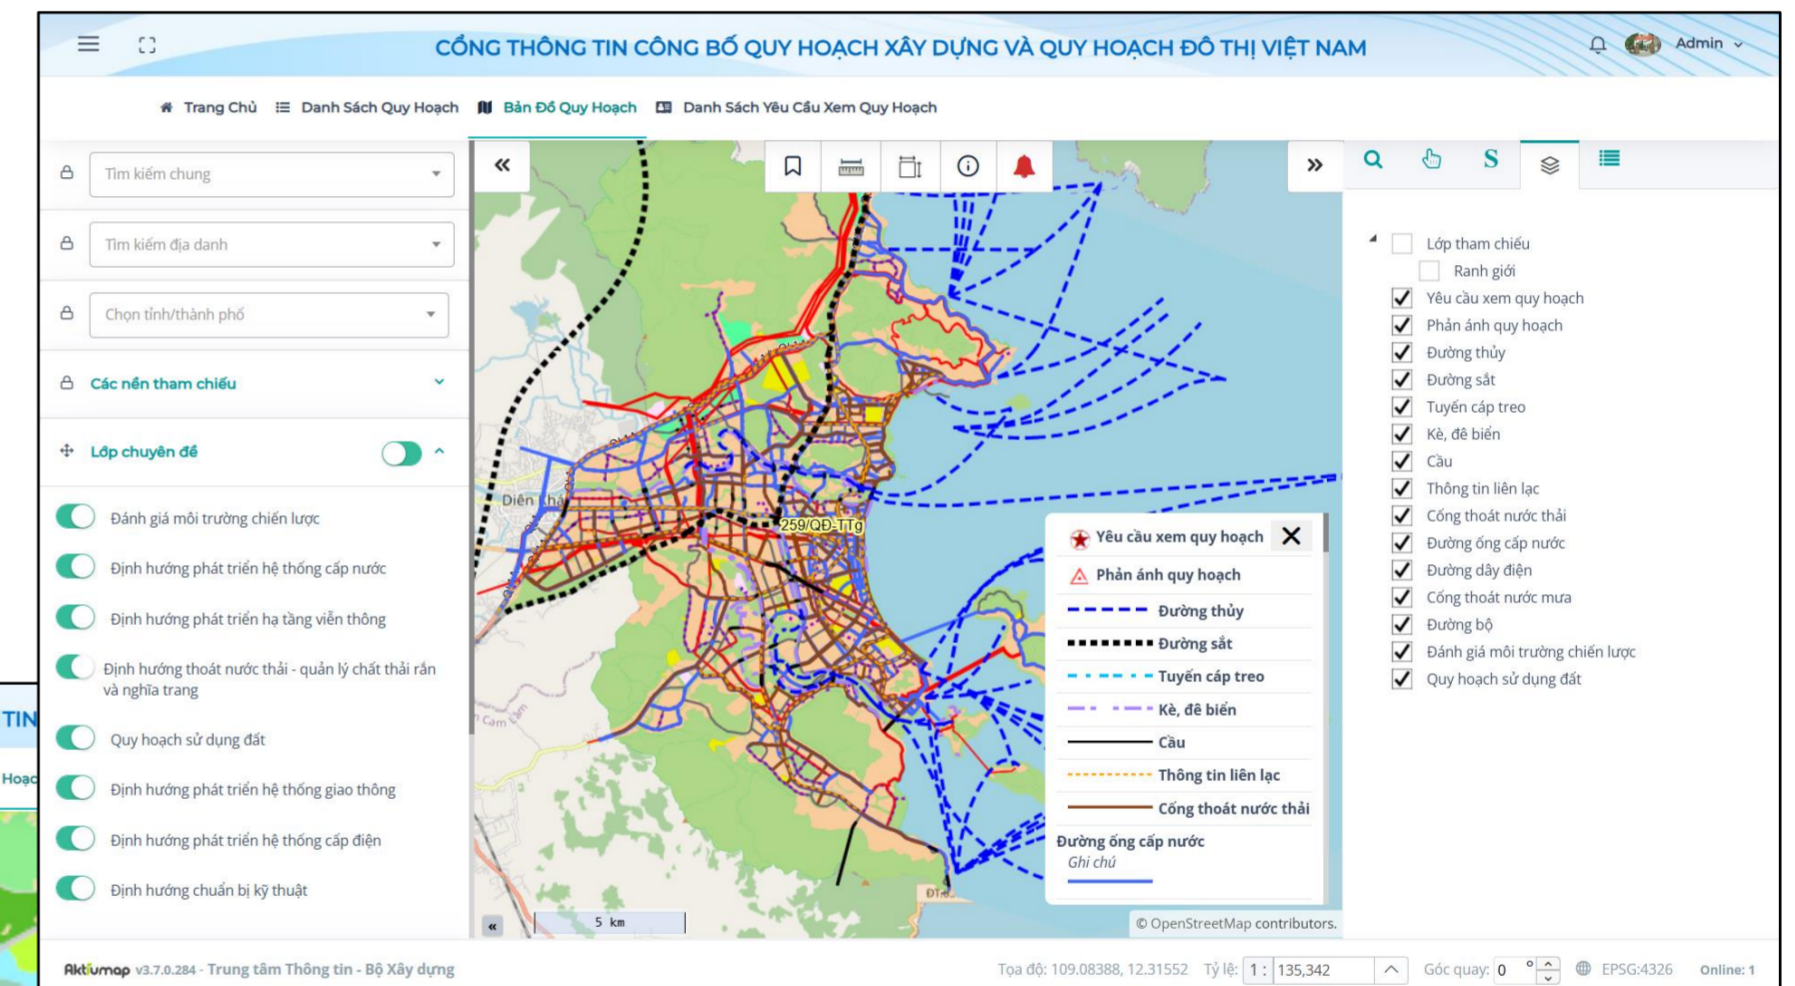 CỔNG THÔNG TIN CÔNG BỐ QUY HOẠCH XÂY DỰNG VÀ QUY HOẠCH ĐÔ THỊ VIỆT NAM
Admin
Trang Chủ
Danh Sách Quy Hoạch
Bản Đồ Quy Hoạch
Danh Sách Yêu Cầu Xem Quy Hoạch
Tìm kiếm chung
Tìm kiếm địa danh
Chọn tỉnh/thành phố
Các nền tham chiếu
Lớp chuyên đề
Đánh giá môi trường chiến lược
Định hướng phát triển hệ thống cấp nước
Định hướng phát triển hạ tầng viễn thông
Định hướng thoát nước thải - quản lý chất thải rắn
và nghĩa trang
Quy hoạch sử dụng đất
Định hướng phát triển hệ thống giao thông
Định hướng phát triển hệ thống cấp điện
Định hướng chuẩn bị kỹ thuật
TIN
Hoạc
Diên Khá
259/QĐ-TTg
Cam Lâm
5 km
Yêu cầu xem quy hoạch
Phản ánh quy hoạch
Đường thủy
Đường sắt
Tuyến cáp treo
Kè, đê biển
Cầu
Thông tin liên lạc
Cống thoát nước thải
Đường ống cấp nước
Ghi chú
© OpenStreetMap contributors.
S
Lớp tham chiếu
Ranh giới
Yêu cầu xem quy hoạch
Phản ánh quy hoạch
Đường thủy
Đường sắt
Tuyến cáp treo
Kè, đê biển
Cầu
Thông tin liên lạc
Cống thoát nước thải
Đường ống cấp nước
Đường dây điện
Cống thoát nước mưa
Đường bộ
Đánh giá môi trường chiến lược
Quy hoạch sử dụng đất
Aktiumap v3.7.0.284 - Trung tâm Thông tin - Bộ Xây dựng
Tọa độ: 109.08388, 12.31552 Tỷ lệ: 1 : 135,342 Góc quay: 0 ° EPSG:4326 Online: 1